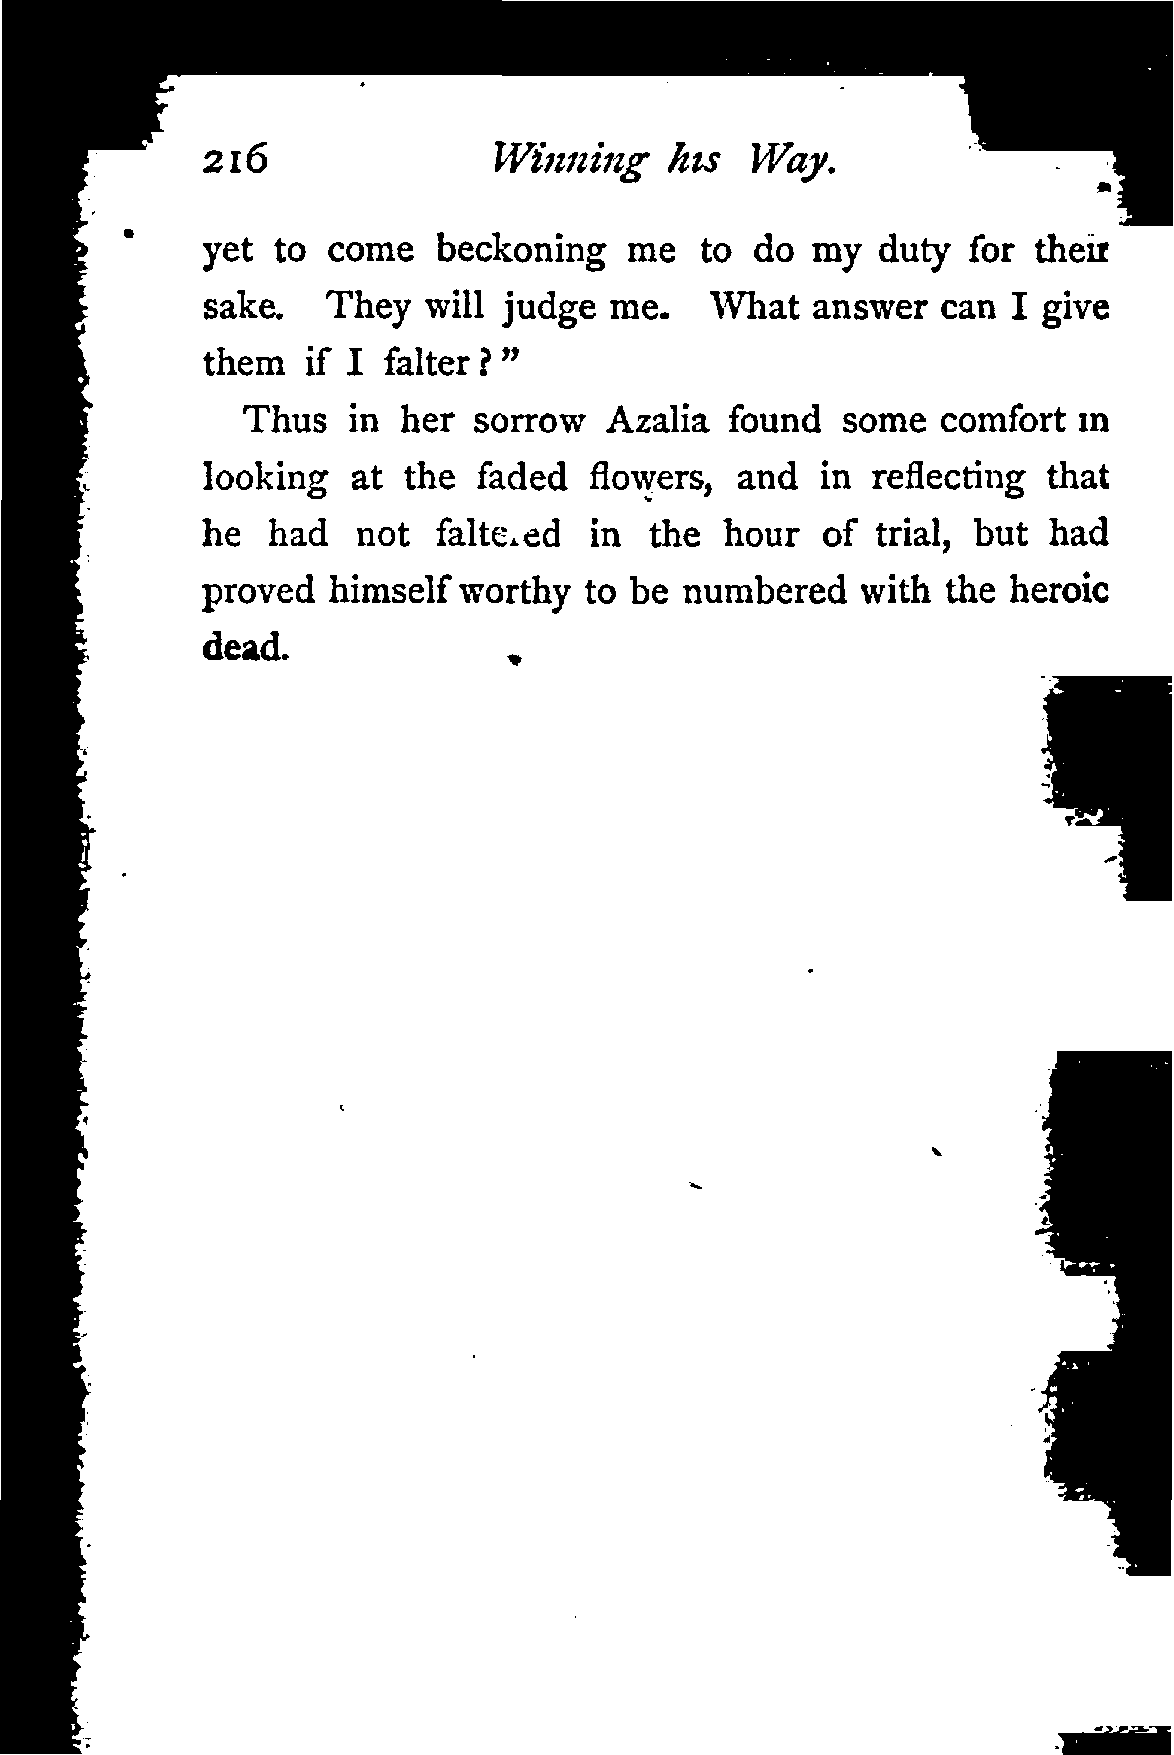 216 Winning his Way.
yet to come beckoning me to do my duty for their
sake. They will judge me. What answer can I give
them if I falter?”
Thus in her sorrow Azalia found some comfort in
looking at the faded flowers, and in reflecting that
he had not faltered in the hour of trial, but had
proved himself worthy to be numbered with the heroic
dead.